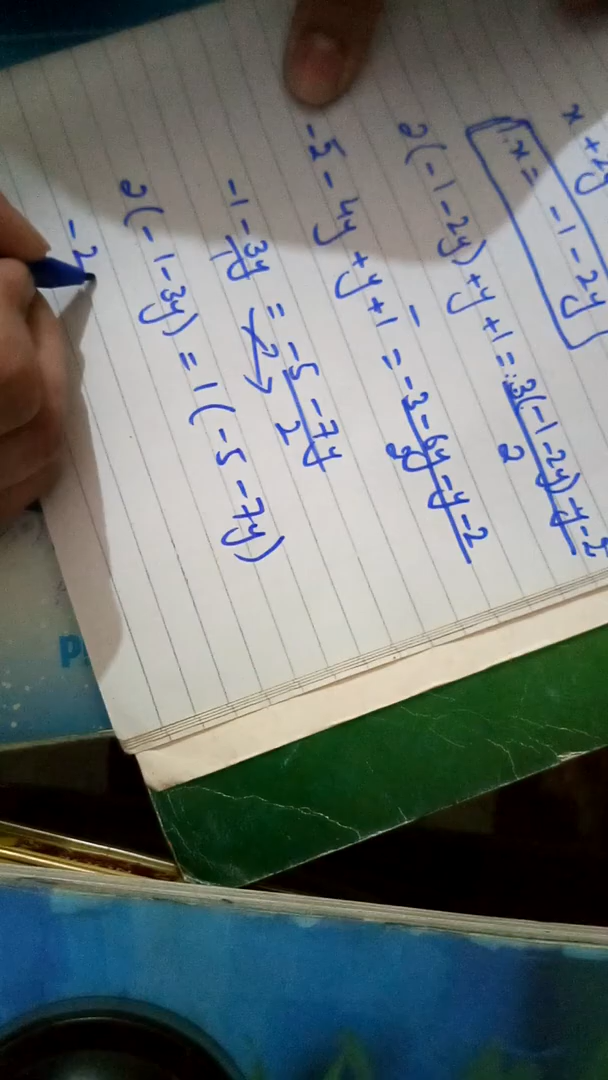 x + 2y
∴ x = -1 - 2y
2(-1 - 2y) + y + 1 = 3(-1 - 2y) - y - 2 / 2
-2 - 4y + y + 1 = -3 - 6y - y - 2 / 2
-1 - 3y / 1 = -5 - 7y / 2
2(-1 - 3y) = 1(-5 - 7y)
-2